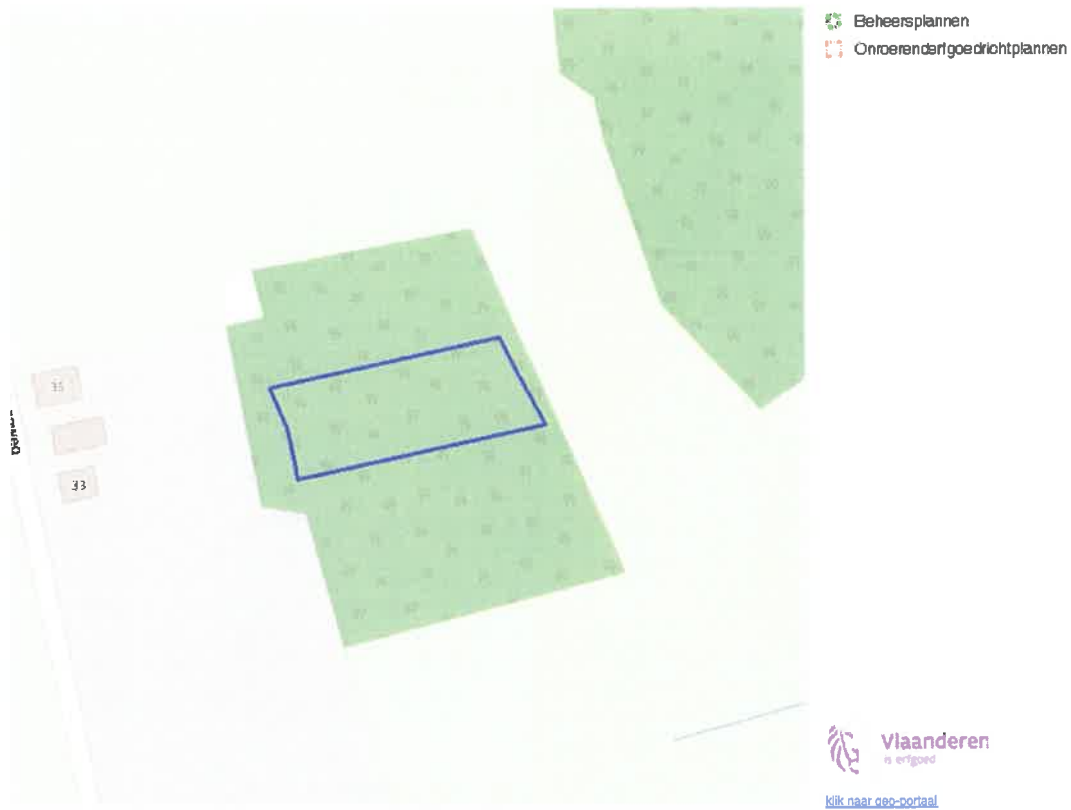 Beheersplannen
Onroerenderfgoedrichtplannen
35
33
Vlaanderen
is erfgoed
klik naar geo-portaal